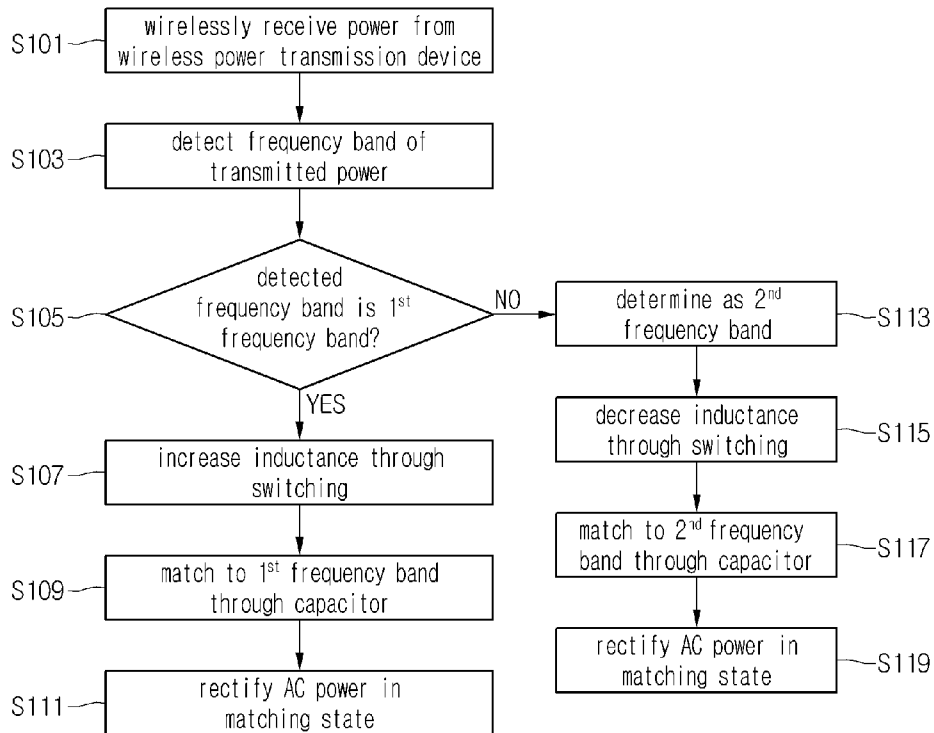 S101
wirelessly receive power from
wireless power transmission device
S103
detect frequency band of
transmitted power
S105
detected
frequency band is 1st
frequency band?
NO
YES
S107
increase inductance through
switching
S109
match to 1st frequency band
through capacitor
S111
rectify AC power in
matching state
determine as 2nd
frequency band
S113
decrease inductance
through switching
S115
match to 2nd frequency
band through capacitor
S117
rectify AC power in
matching state
S119